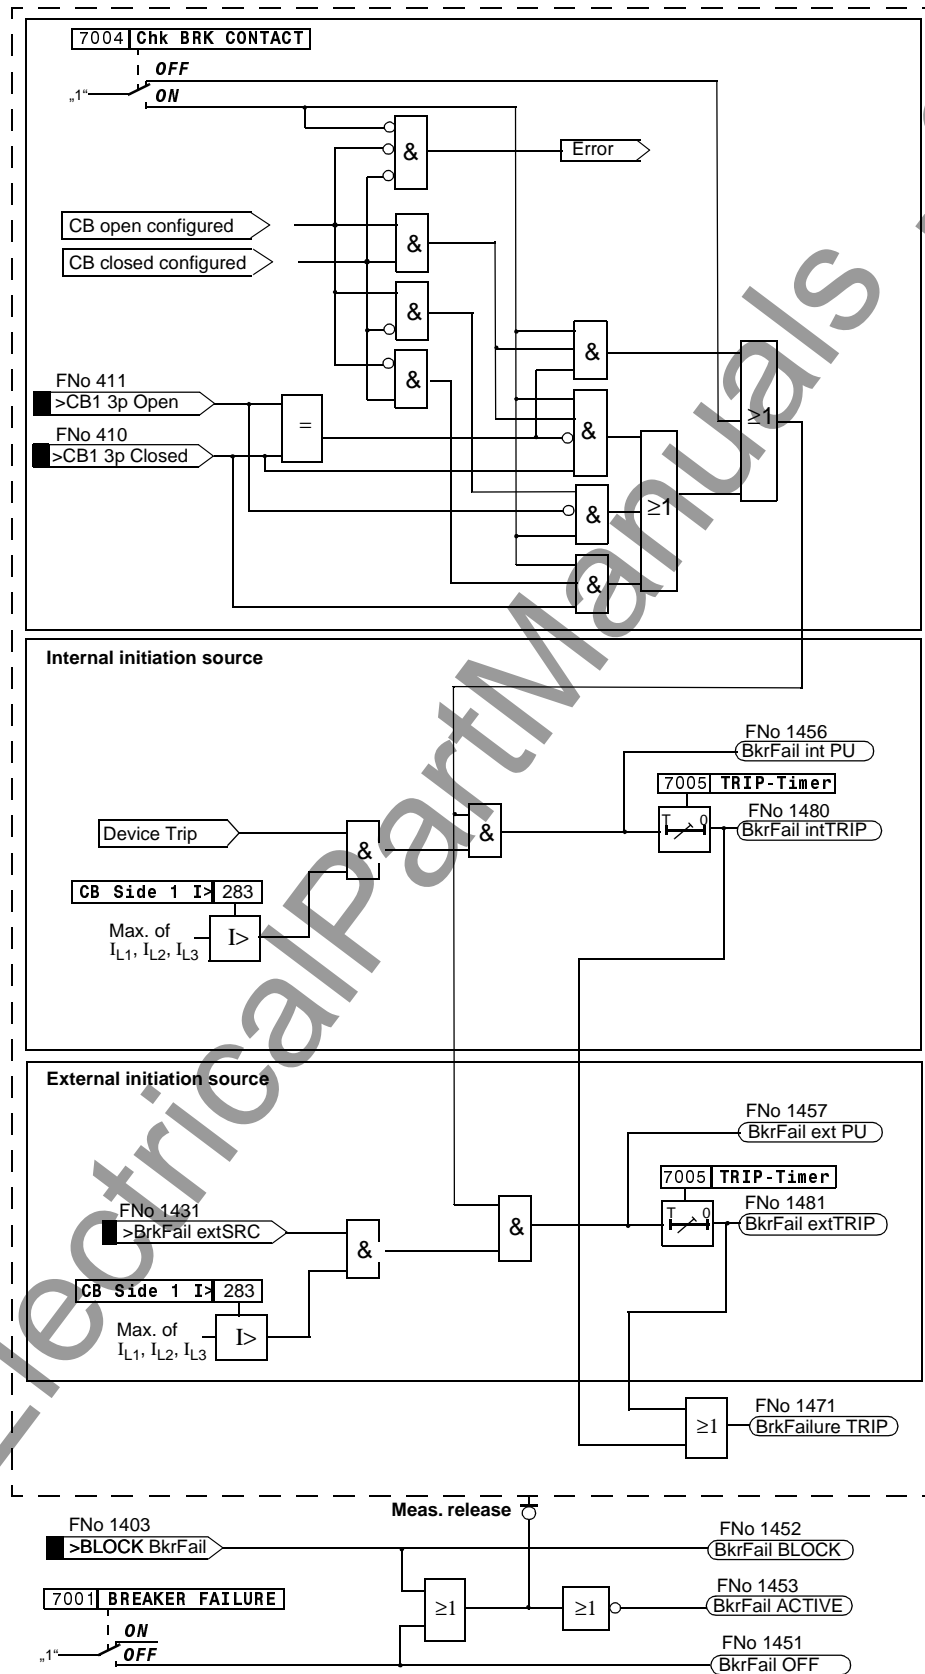 7004 Chk BRK CONTACT
OFF
„1“
ON
&
Error
CB open configured
&
CB closed configured
&
&
&
FNo 411
>CB1 3p Open
=
FNo 410
>CB1 3p Closed
&
≥1
&
≥1
&
Internal initiation source
FNo 1456
BkrFail int PU
7005 TRIP-Timer
FNo 1480
T 0
BkrFail intTRIP
Device Trip
&
&
CB Side 1 I> 283
Max. of
IL1, IL2, IL3
I>
External initiation source
FNo 1457
BkrFail ext PU
7005 TRIP-Timer
FNo 1481
T 0
BkrFail extTRIP
FNo 1431
>BrkFail extSRC
&
&
CB Side 1 I> 283
Max. of
IL1, IL2, IL3
I>
FNo 1471
≥1
BrkFailure TRIP
Meas. release
FNo 1403
>BLOCK BkrFail
FNo 1452
BkrFail BLOCK
7001 BREAKER FAILURE
≥1
≥1
FNo 1453
BkrFail ACTIVE
ON
„1“
OFF
FNo 1451
BkrFail OFF
ElectricalPartManuals